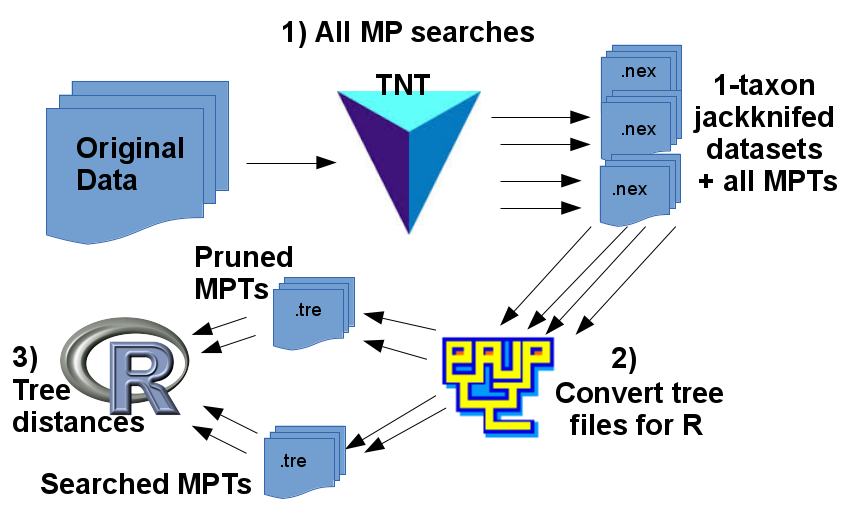 1) All MP searches
TNT
Original
Data
.nex
.nex
.nex
1-taxon
jackknifed
datasets
+ all MPTs
Pruned
MPTs
.tre
3)
Tree
distances
R
PAUP
2)
Convert tree
files for R
.tre
Searched MPTs